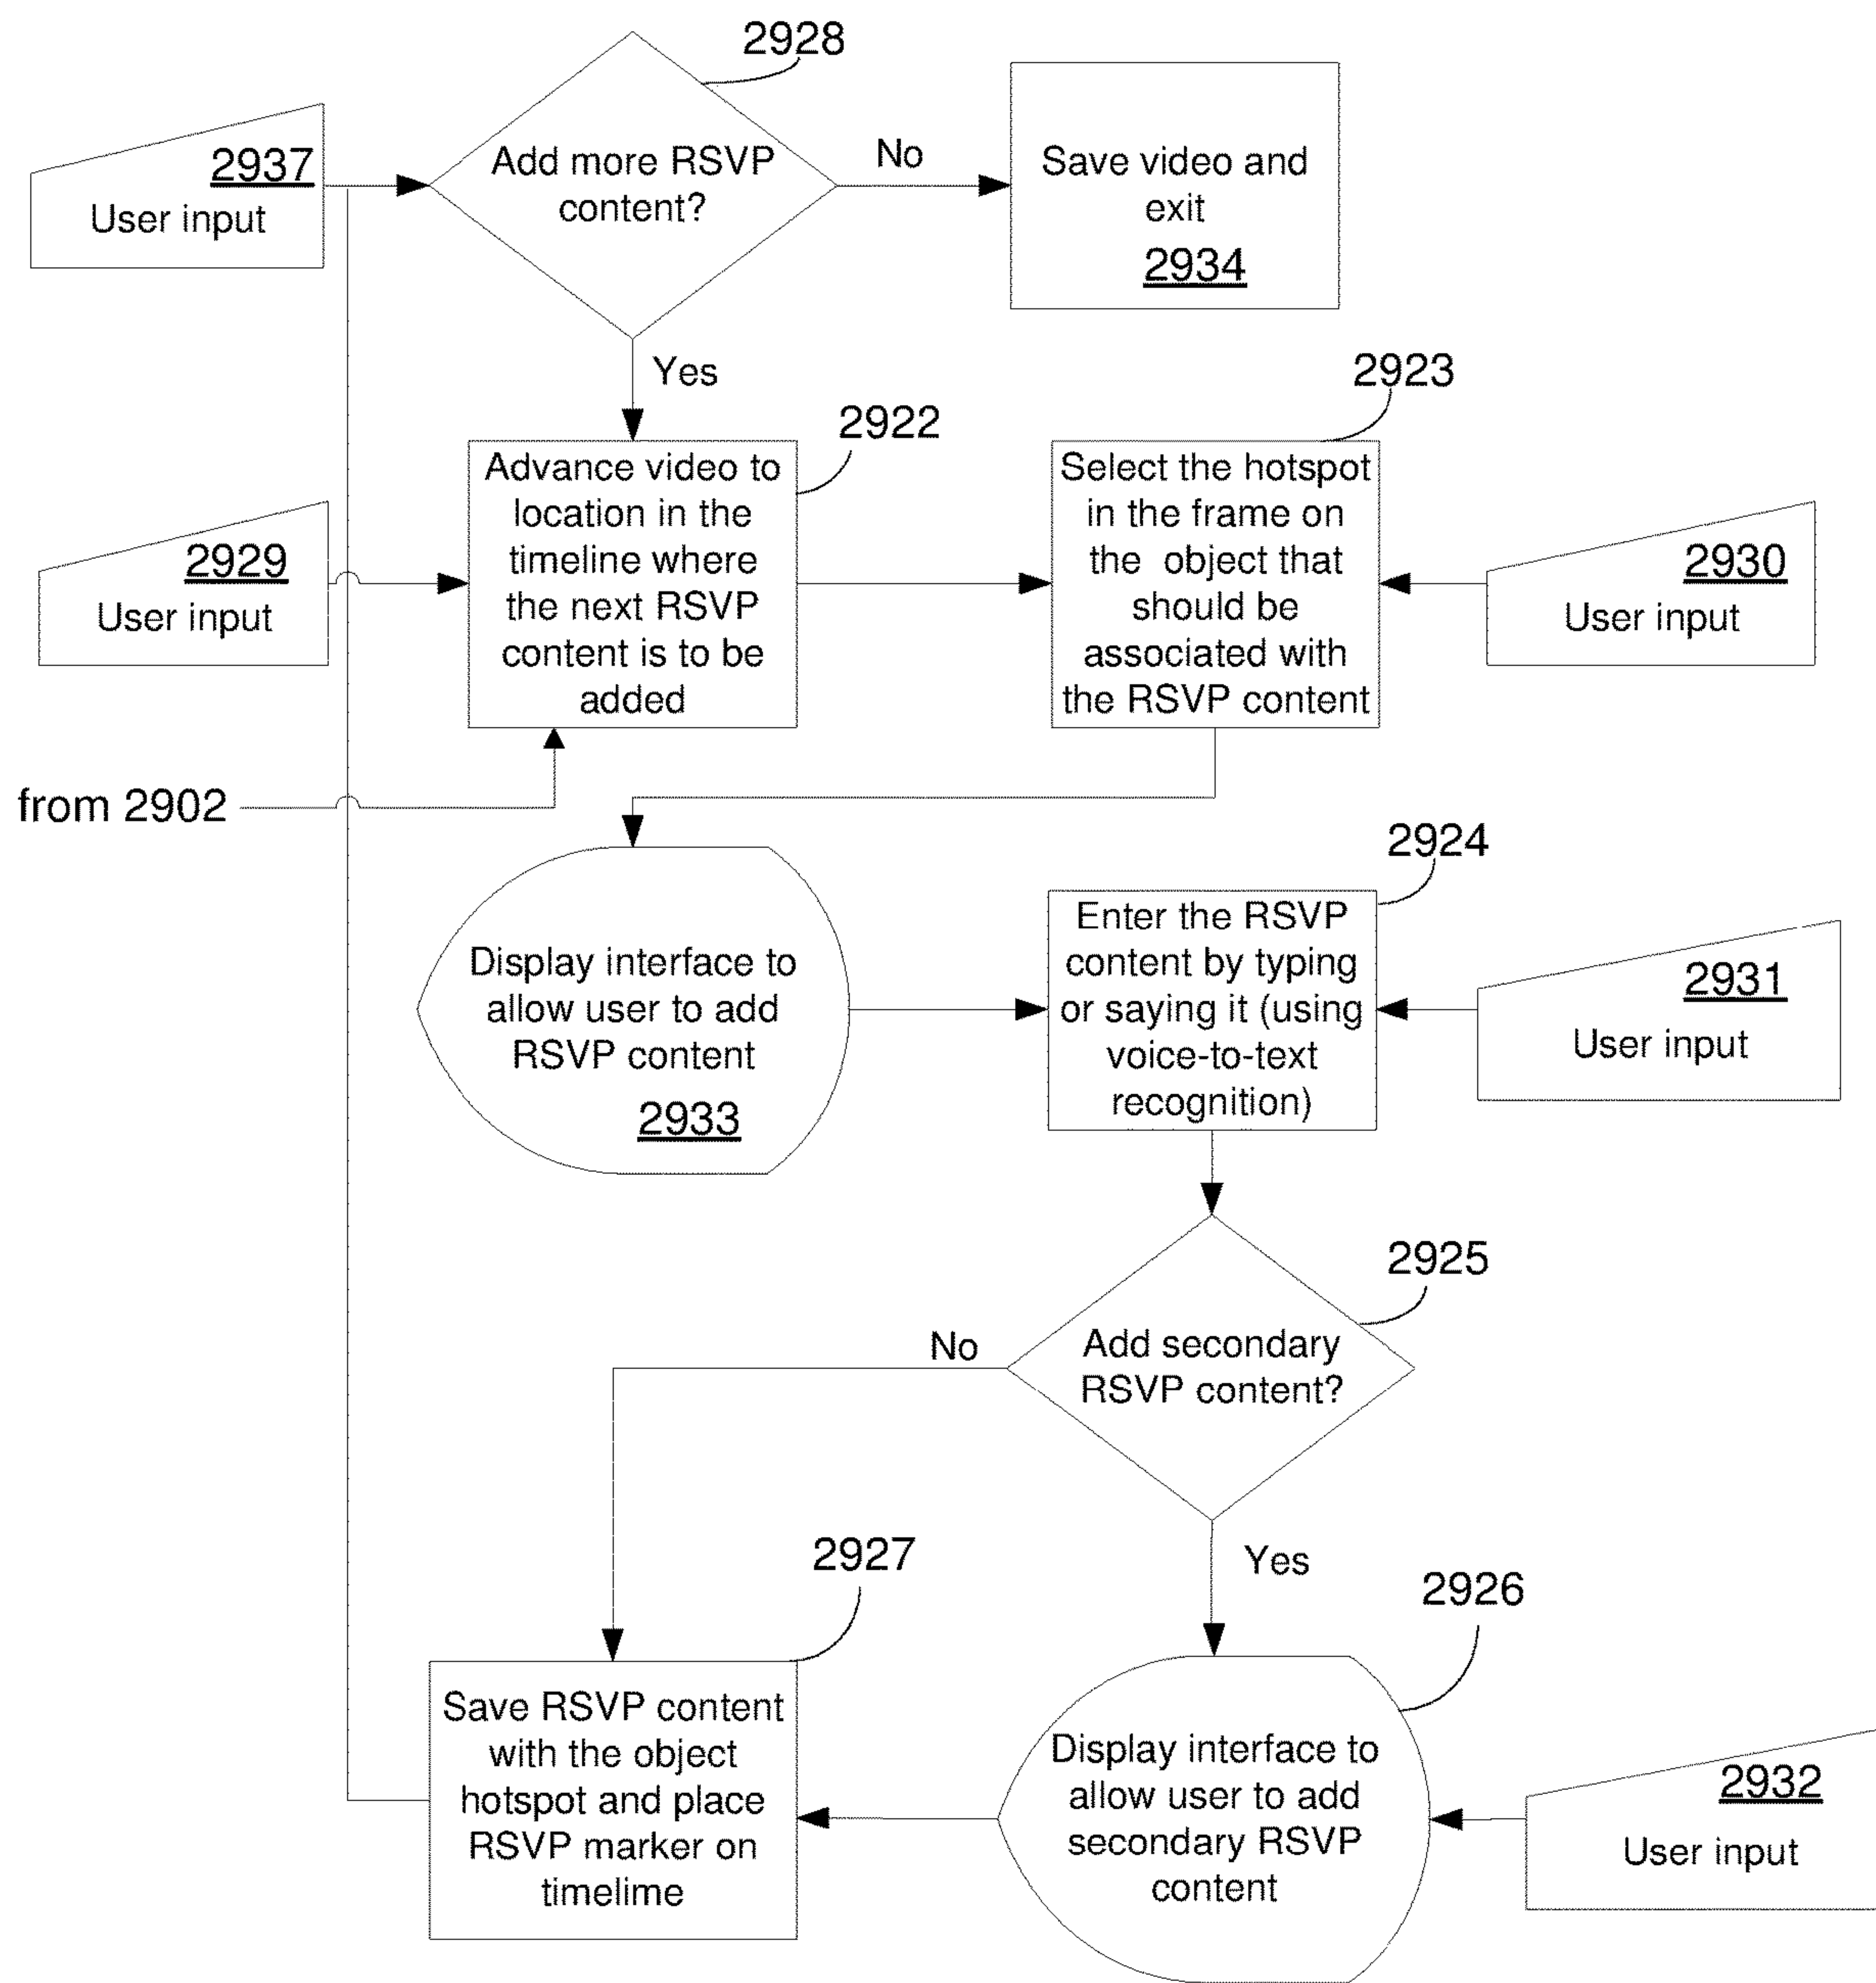 2928
2937
User input
Add more RSVP
content?
No
Save video and
exit
2934
Yes
2922
2923
2929
User input
Advance video to
location in the
timeline where
the next RSVP
content is to be
added
Select the hotspot
in the frame on
the object that
should be
associated with
the RSVP content
2930
User input
from 2902
2924
Display interface to
allow user to add
RSVP content
2933
Enter the RSVP
content by typing
or saying it (using
voice-to-text
recognition)
2931
User input
2925
Add secondary
RSVP content?
No
Yes
2927
2926
Save RSVP content
with the object
hotspot and place
RSVP marker on
timelime
Display interface to
allow user to add
secondary RSVP
content
2932
User input